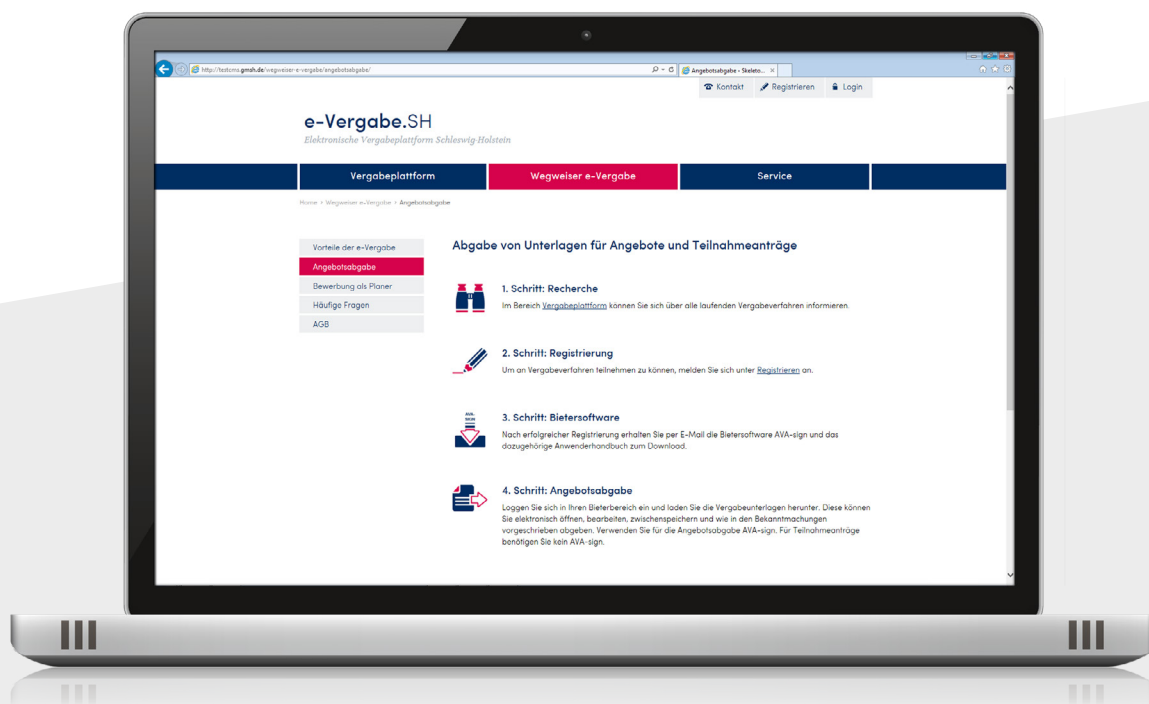 http://testcms.gmsh.de/wegweiser-e-vergabe/angebotsabgabe/
Angebotsabgabe - Skeleto...
Kontakt Registrieren Login
e-Vergabe.SH
Elektronische Vergabeplattform Schleswig-Holstein
Vergabeplattform Wegweiser e-Vergabe Service
Home > Wegweiser e-Vergabe > Angebotsabgabe
Vorteile der e-Vergabe
Angebotsabgabe
Bewerbung als Planer
Häufige Fragen
AGB
Abgabe von Unterlagen für Angebote und Teilnahmeanträge
1. Schritt: Recherche
Im Bereich Vergabeplattform können Sie sich über alle laufenden Vergabeverfahren informieren.
2. Schritt: Registrierung
Um an Vergabeverfahren teilnehmen zu können, melden Sie sich unter Registrieren an.
AVA-
SIGN
3. Schritt: Bietersoftware
Nach erfolgreicher Registrierung erhalten Sie per E-Mail die Bietersoftware AVA-sign und das
dazugehörige Anwenderhandbuch zum Download.
4. Schritt: Angebotsabgabe
Loggen Sie sich in Ihren Bieterbereich ein und laden Sie die Vergabeunterlagen herunter. Diese können
Sie elektronisch öffnen, bearbeiten, zwischenspeichern und wie in den Bekanntmachungen
vorgeschrieben abgeben. Verwenden Sie für die Angebotsabgabe AVA-sign. Für Teilnahmeanträge
benötigen Sie kein AVA-sign.